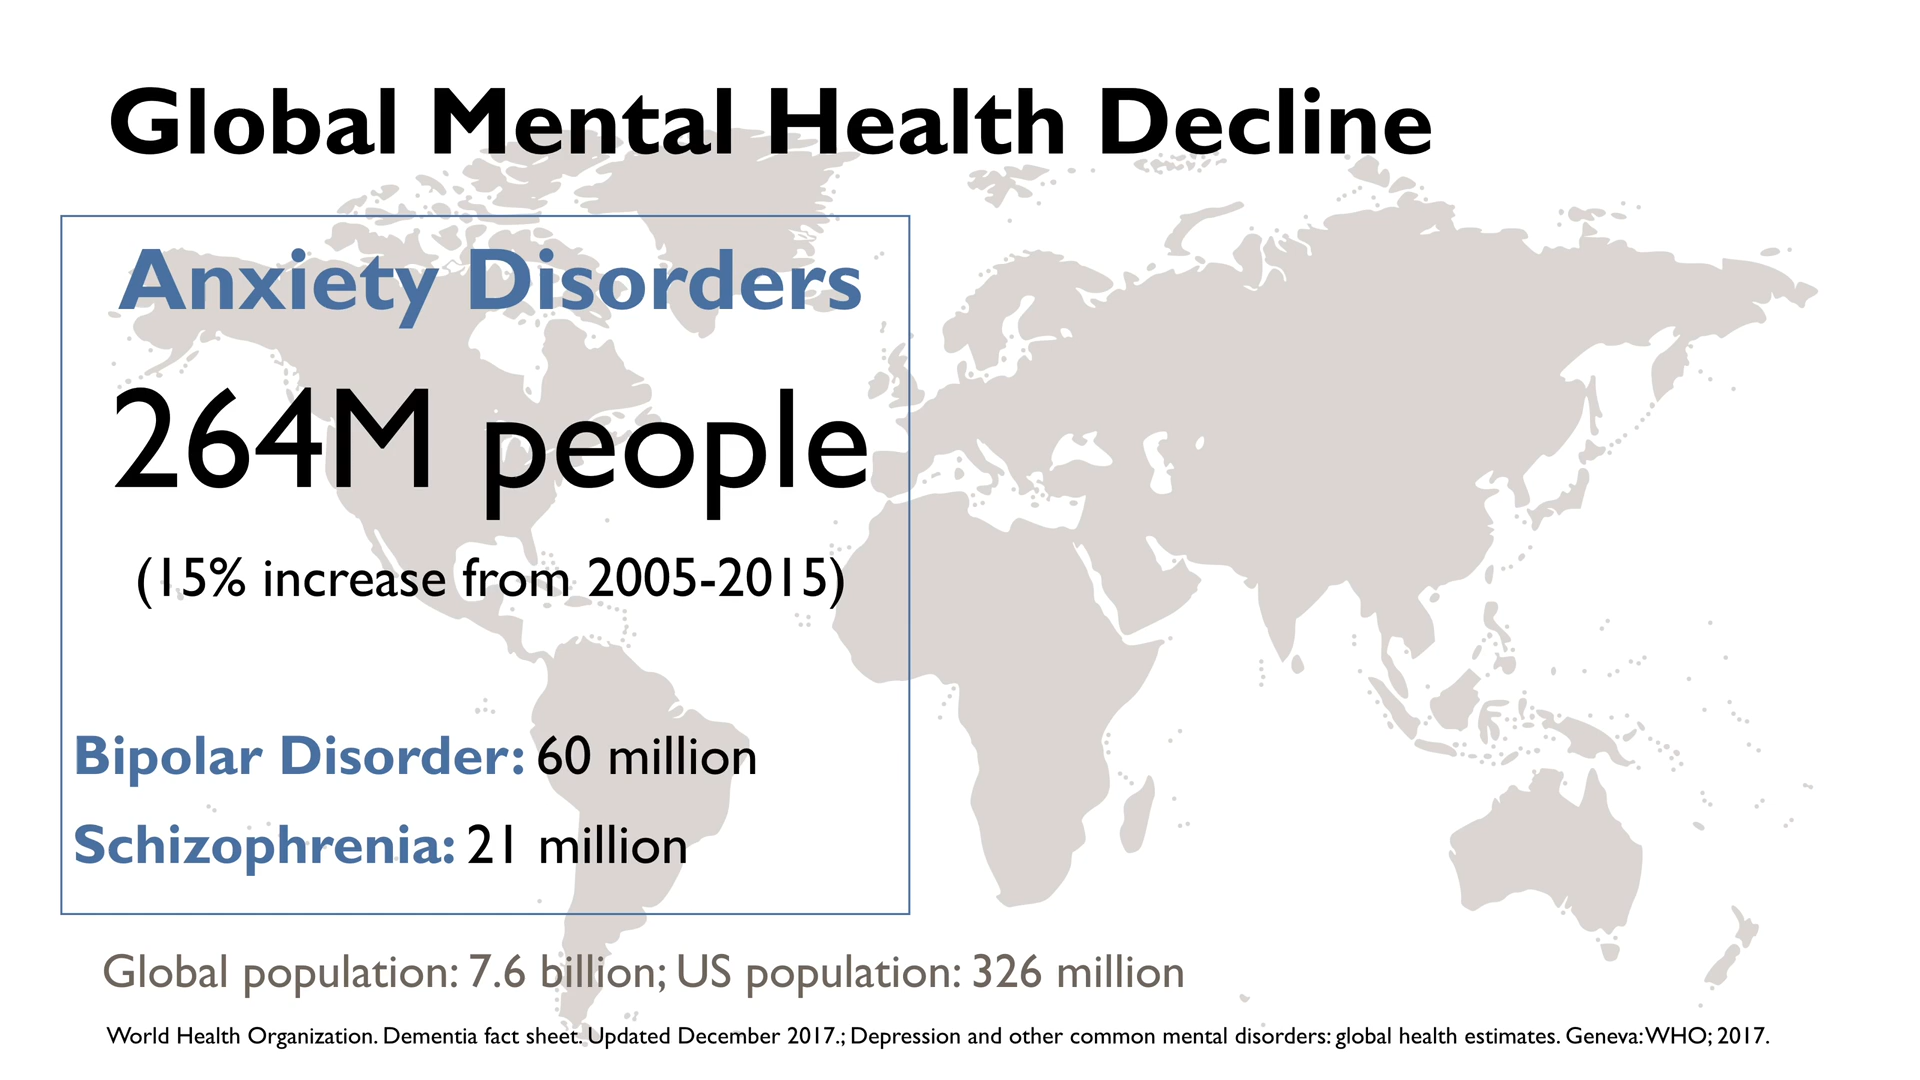 Global Mental Health Decline
Anxiety Disorders
264M people
(15% increase from 2005-2015)
Bipolar Disorder: 60 million
Schizophrenia: 21 million
Global population: 7.6 billion; US population: 326 million
World Health Organization. Dementia fact sheet. Updated December 2017.; Depression and other common mental disorders: global health estimates. Geneva: WHO; 2017.